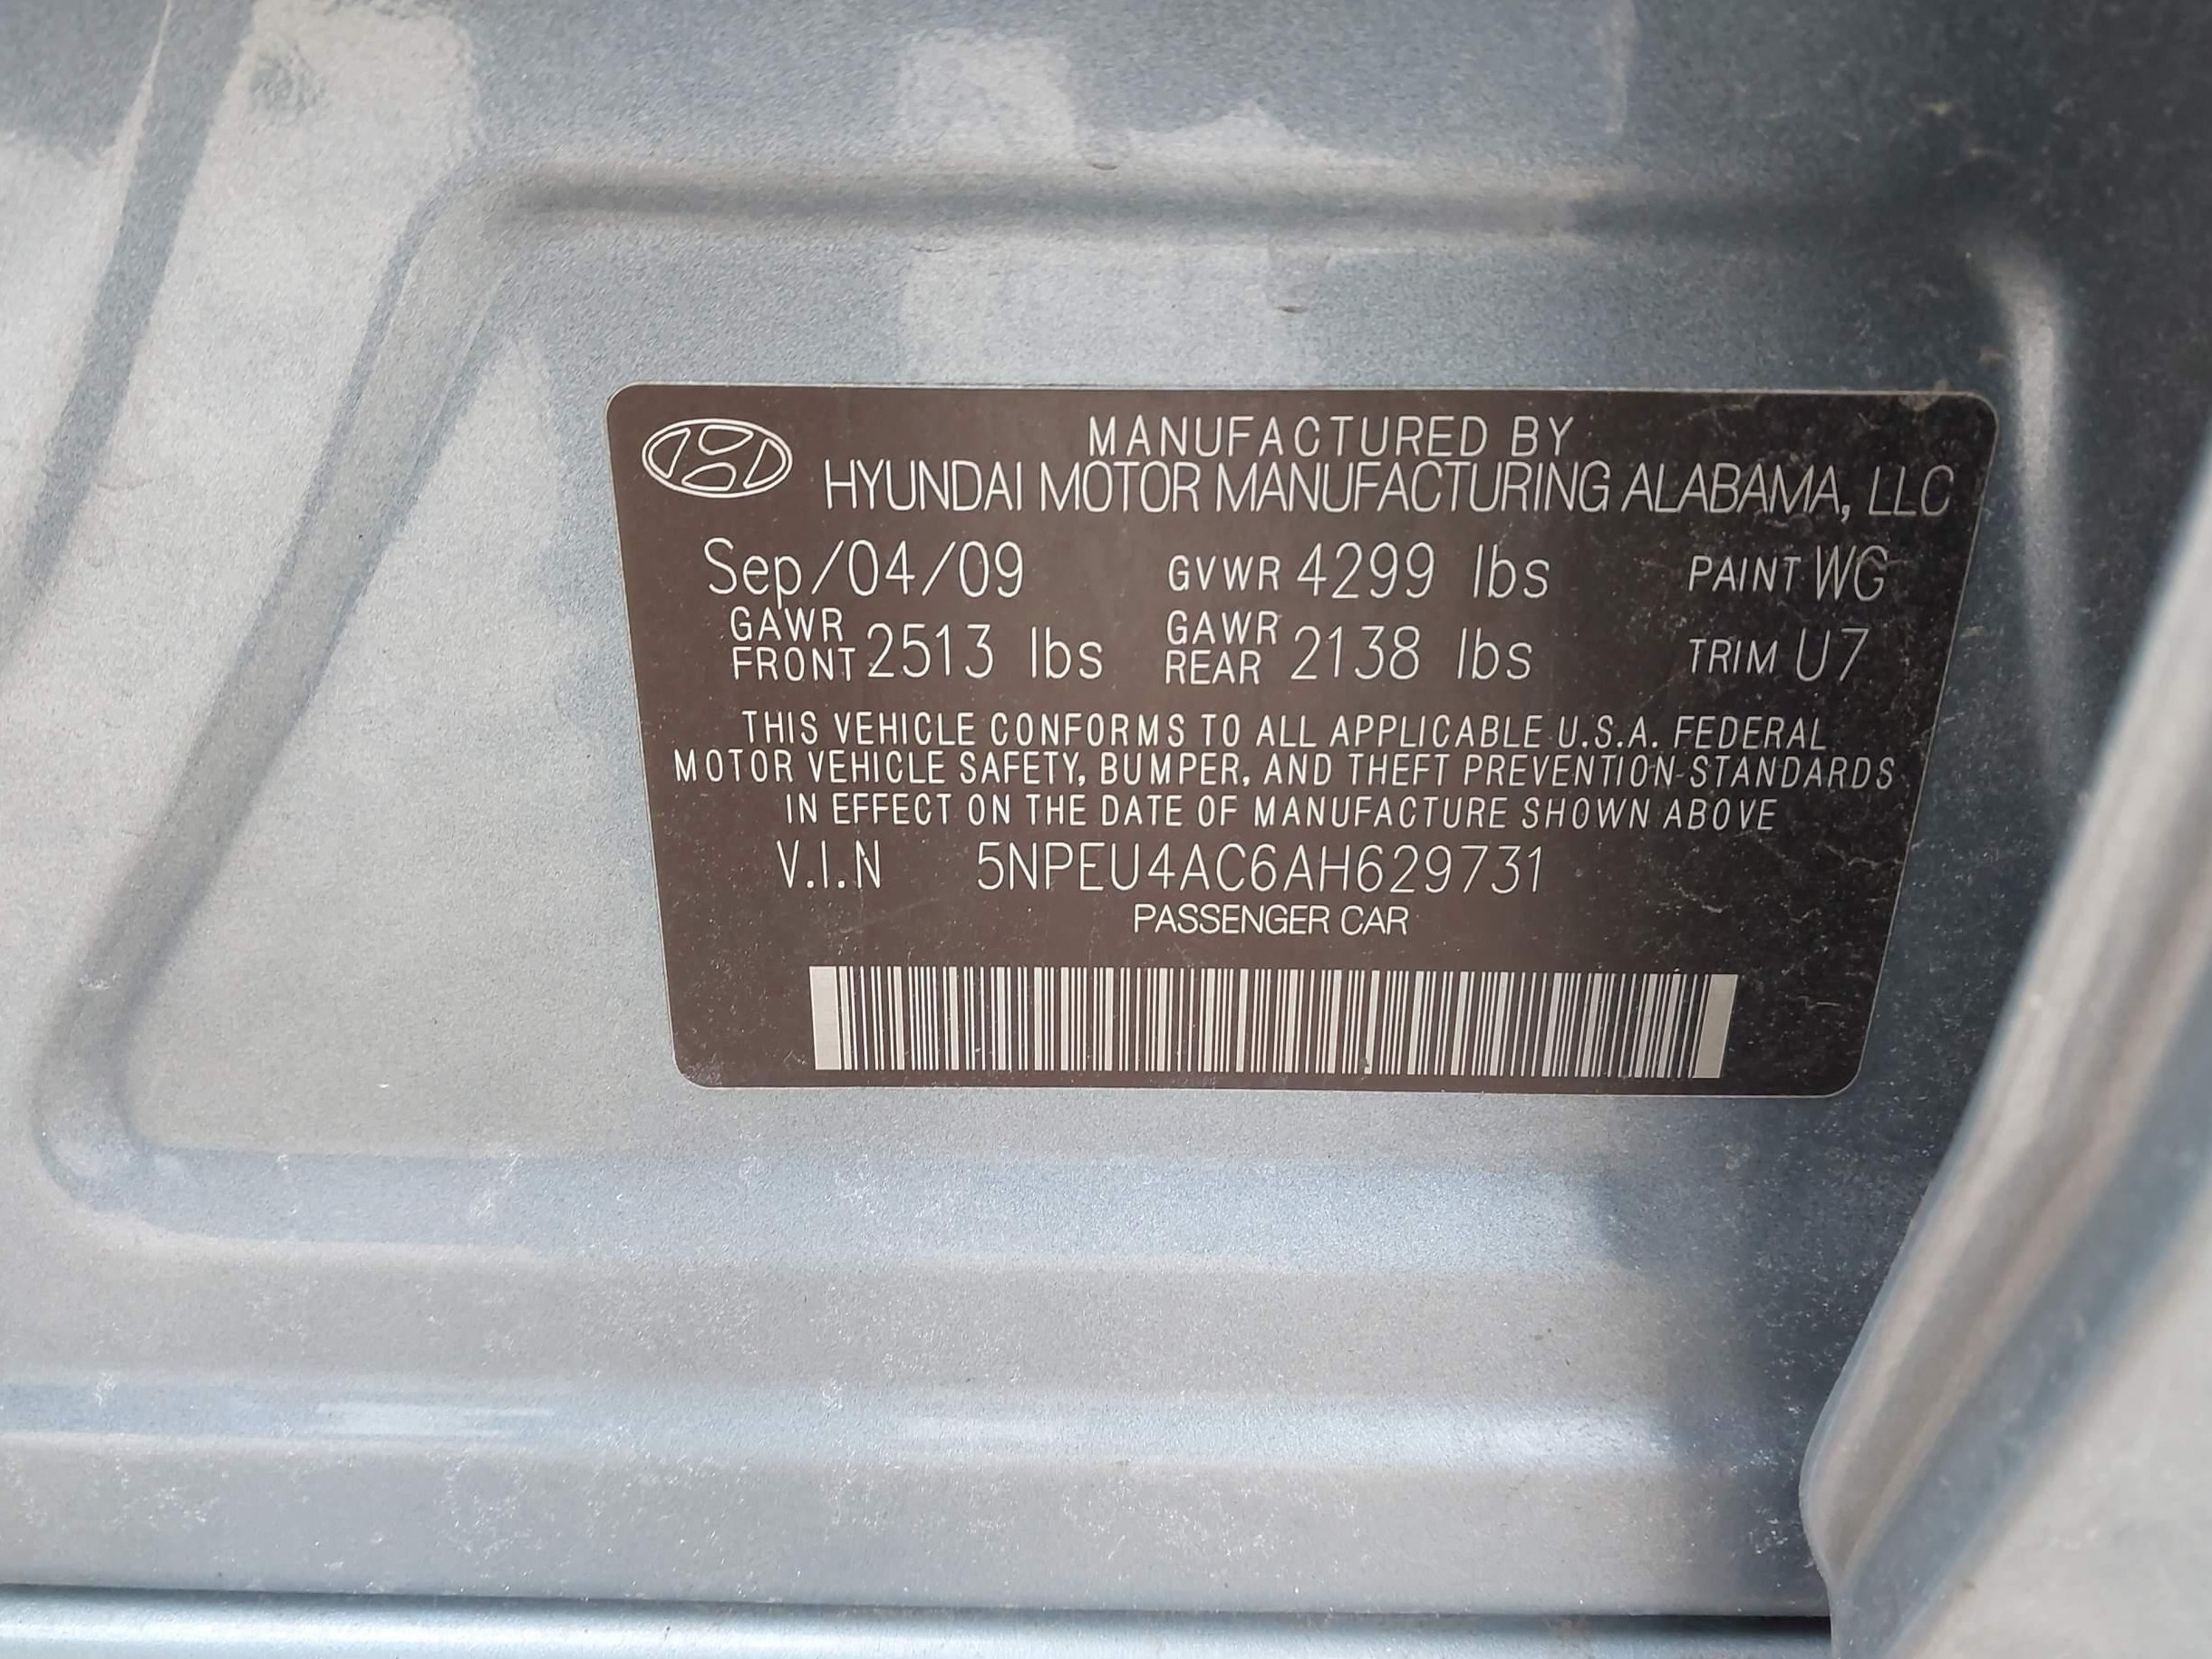 MANUFACTURED BY
HYUNDAI MOTOR MANUFACTURING ALABAMA, LLC
Sep/04/09 GVWR 4299 lbs PAINT WG
GAWR FRONT 2513 lbs GAWR REAR 2138 lbs TRIM U7
THIS VEHICLE CONFORMS TO ALL APPLICABLE U.S.A. FEDERAL
MOTOR VEHICLE SAFETY, BUMPER, AND THEFT PREVENTION STANDARDS
IN EFFECT ON THE DATE OF MANUFACTURE SHOWN ABOVE
V.I.N 5NPEU4AC6AH629731
PASSENGER CAR